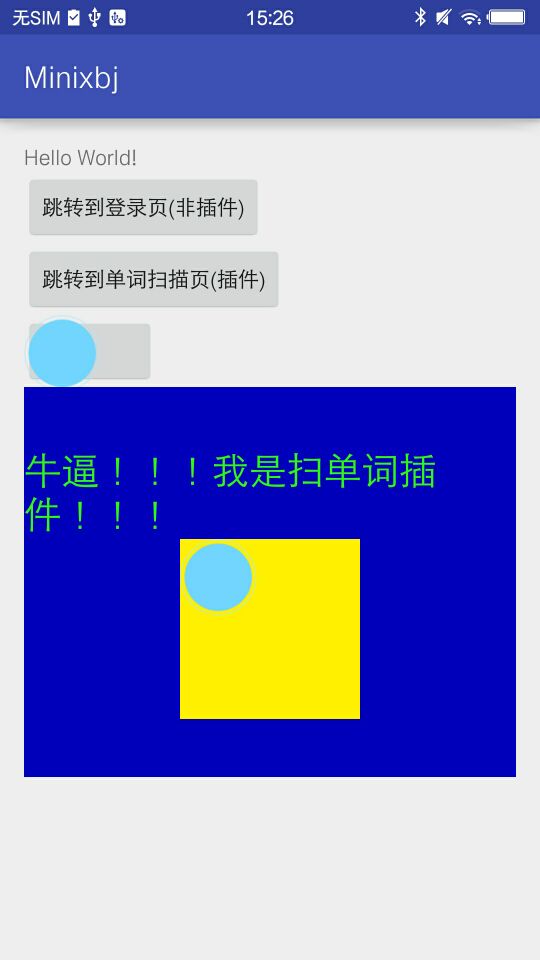 无SIM 15:26
Minixbj
Hello World!
跳转到登录页(非插件)
跳转到单词扫描页(插件)
牛逼！！！我是扫单词插
件！！！